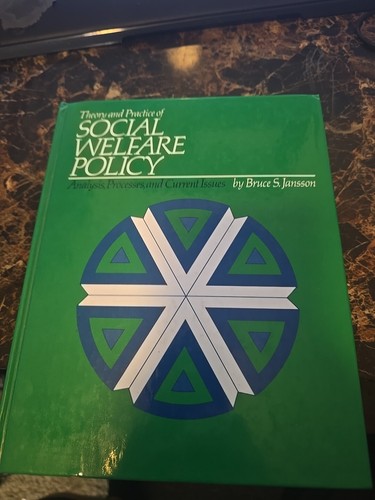 Theory and Practice of
SOCIAL
WELFARE
POLICY
Analysis, Processes, and Current Issues by Bruce S. Jansson